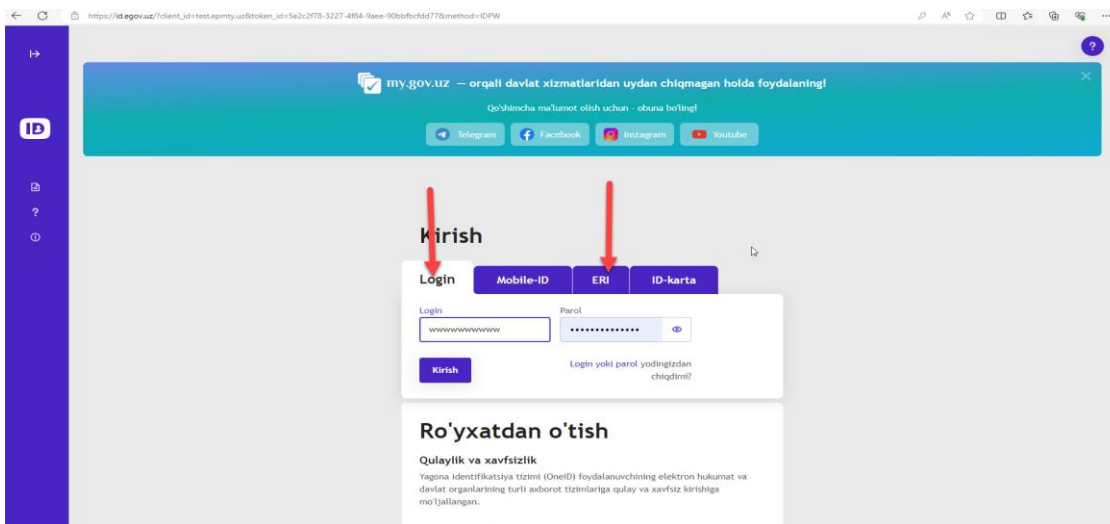 https://id.egov.uz/?client_id=test.epmty.uz&token_id=5e2c2f78-3227-4f84-9aee-90bbfbcfdd77&method=IDPW
my.gov.uz — orqali davlat xizmatlaridan uydan chiqmagan holda foydalaning!
Qo'shimcha ma'lumot olish uchun - obuna bo'ling!
Telegram Facebook Instagram Youtube
ID
Kirish
Login Mobile-ID ERI ID-karta
Login Parol
wwwwwwwwwww ••••••••••••••
Kirish
Login yoki parol yodingizdan
chiqdimi?
Ro'yxatdan o'tish
Qulaylik va xavfsizlik
Yagona identifikatsiya tizimi (OneID) foydalanuvchining elektron hukumat va
davlat organlarining turli axborot tizimlariga qulay va xavfsiz kirishiga
mo'ljallangan.